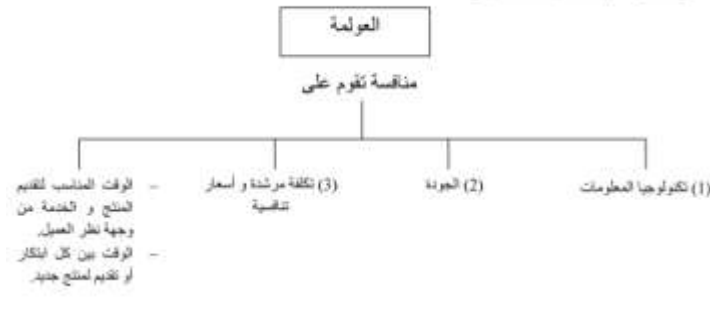 العولمة
منافسة تقوم على
(1) تكنولوجيا المعلومات
(2) الجودة
(3) تكلفة مرشدة و أسعار
تنافسية
- الوقت المناسب لتقديم
المنتج و الخدمة من
وجهة نظر العميل.
- الوقت بين كل ابتكار
أو تقديم لمنتج جديد.